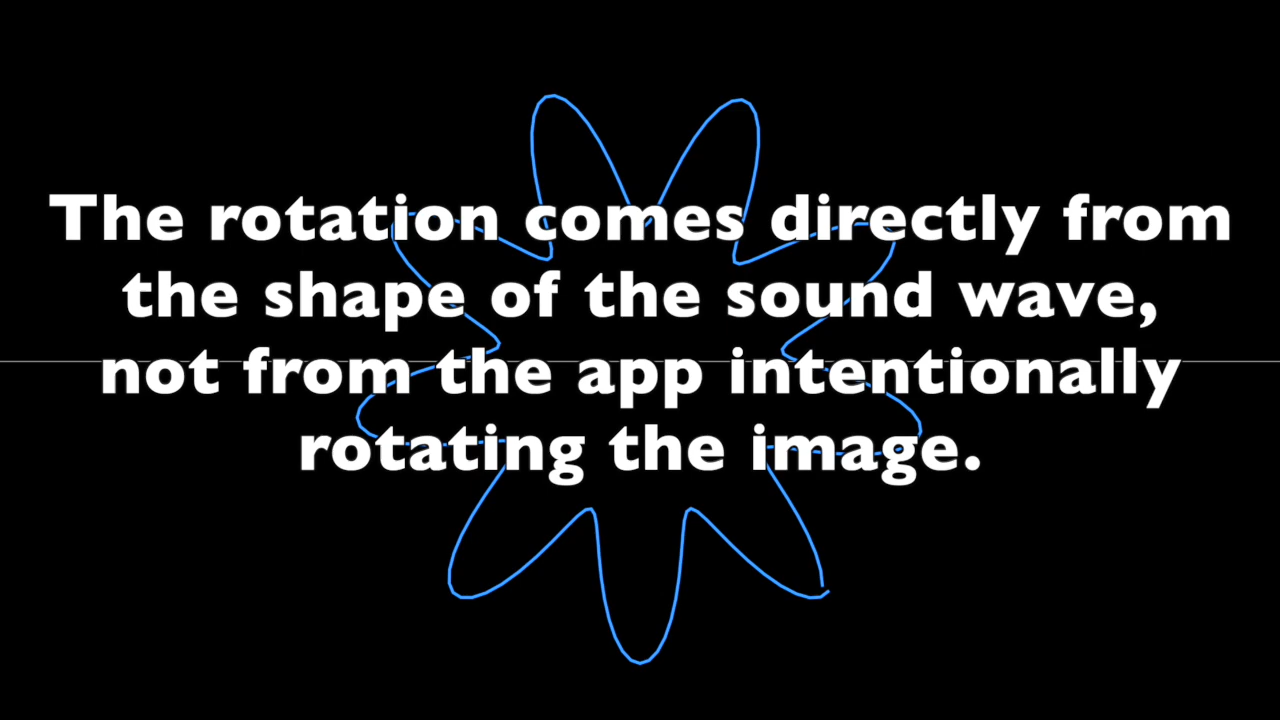 The rotation comes directly from
the shape of the sound wave,
not from the app intentionally
rotating the image.